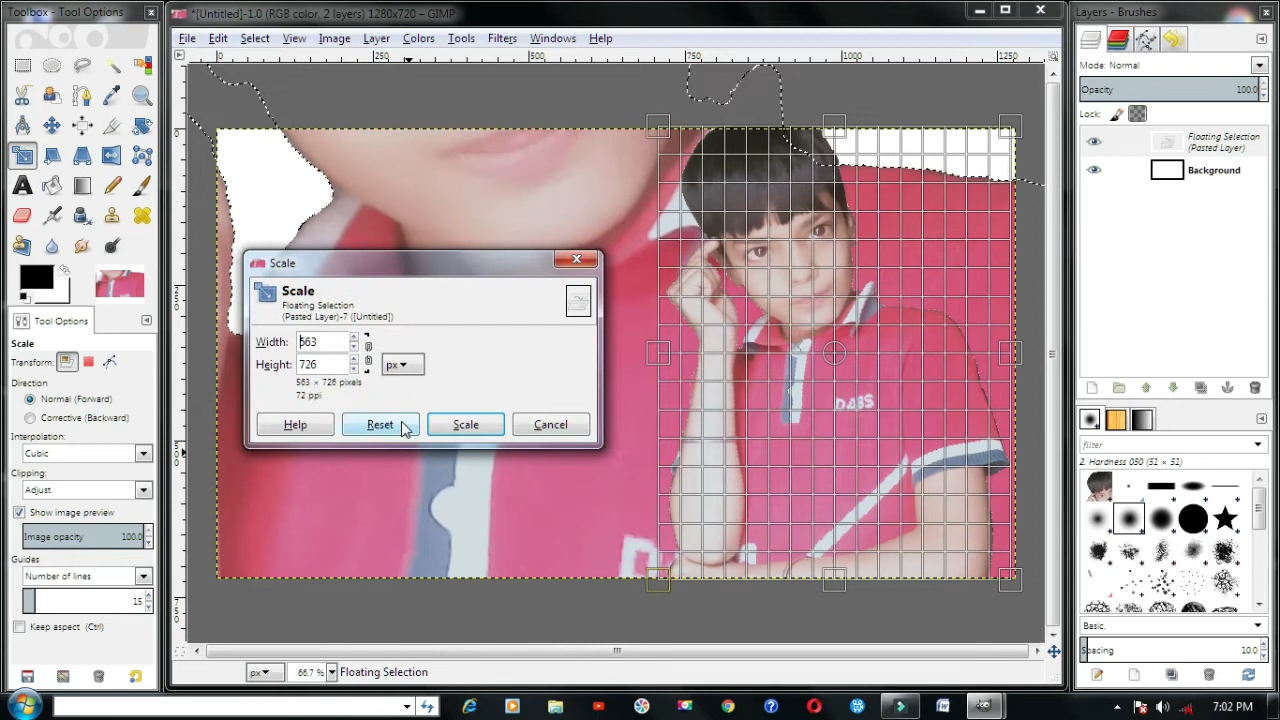 Toolbox - Tool Options
*[Untitled]-1.0 (RGB color, 2 layers) 1280x720 – GIMP
Layers - Brushes
File Edit Select View Image Layer Colors Tools Filters Windows Help
0 250 500 750 1000 1250
Mode: Normal
Opacity 100.0
Lock:
Floating Selection
(Pasted Layer)
Background
0
250
500
750
Scale
Scale
Floating Selection
(Pasted Layer)-7 ([Untitled])
Width: 563
Height: 726
px
563 × 726 pixels
72 ppi
Help Reset Scale Cancel
Tool Options
Scale
Transform:
Direction
Normal (Forward)
Corrective (Backward)
Interpolation:
Cubic
Clipping:
Adjust
Show image preview
Image opacity 100.0
Guides
Number of lines
15
Keep aspect (Ctrl)
filter
2. Hardness 050 (51 × 51)
Basic,
Spacing 10.0
px 66.7 % Floating Selection
7:02 PM